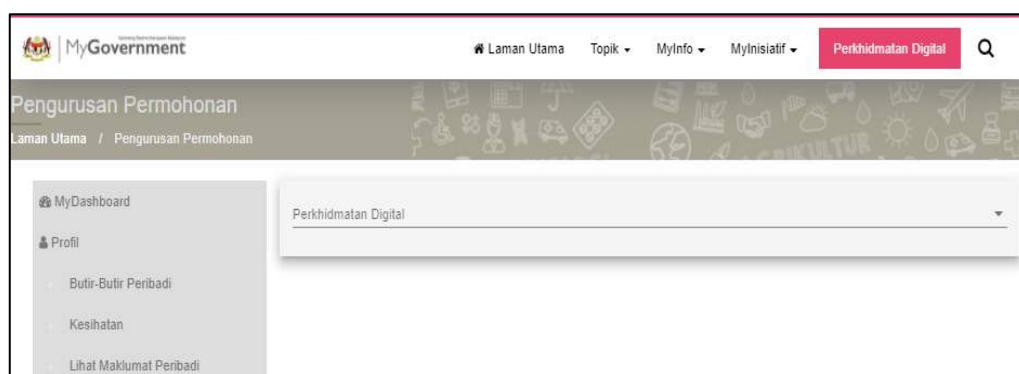 MyGovernment
Laman Utama Topik MyInfo MyInisiatif Perkhidmatan Digital
Pengurusan Permohonan
Laman Utama / Pengurusan Permohonan
AGRIKULTUR
MyDashboard
Perkhidmatan Digital
Profil
Butir-Butir Peribadi
Kesihatan
Lihat Maklumat Peribadi